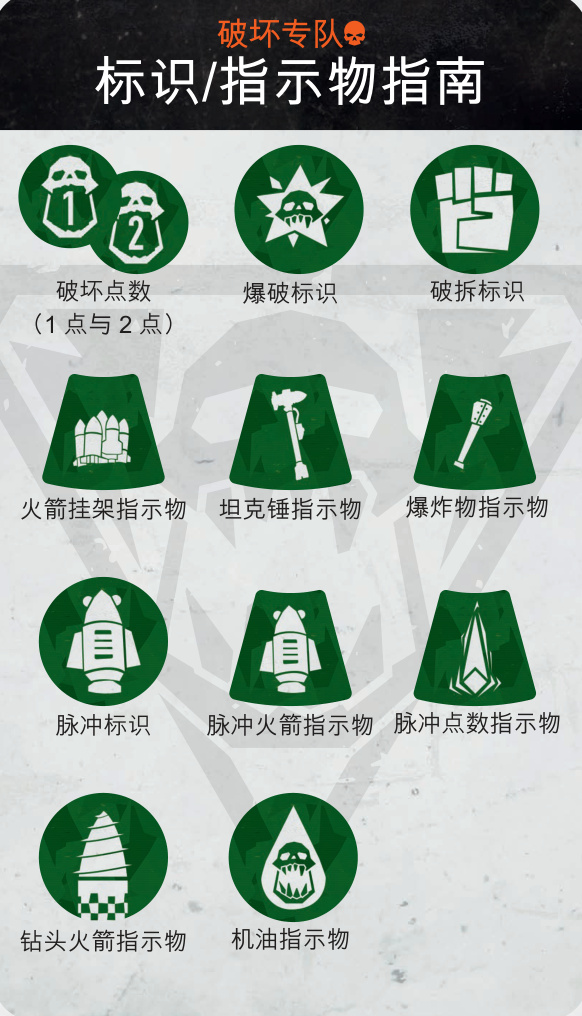 破坏专队
标识/指示物指南
1
2
破坏点数
（1 点与 2 点）
爆破标识
破拆标识
火箭挂架指示物
坦克锤指示物
爆炸物指示物
脉冲标识
脉冲火箭指示物
脉冲点数指示物
钻头火箭指示物
机油指示物